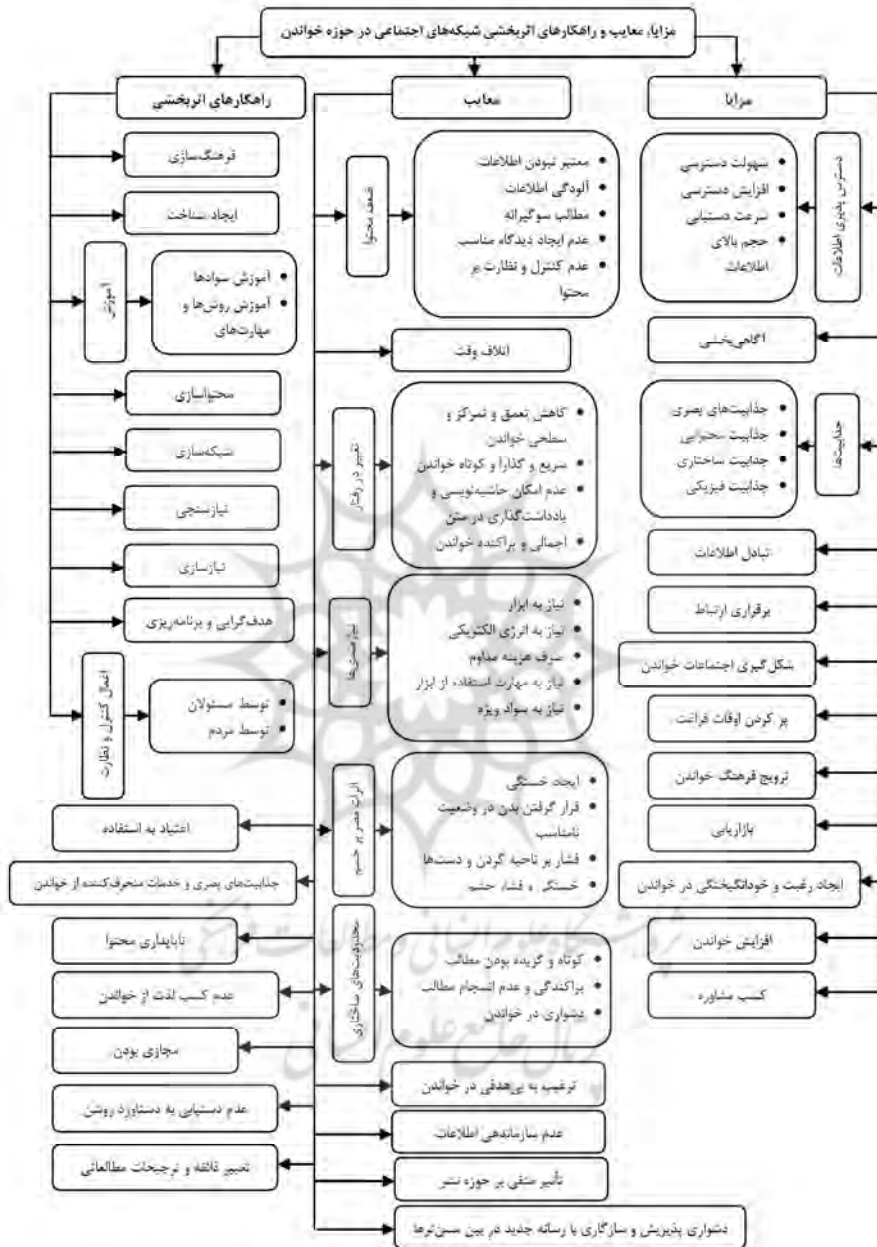 مزایا، معایب و راهکارهای اثربخشی شبکه‌های اجتماعی در حوزه خواندن
مزایا
دسترس پذیری اطلاعات
سهولت دسترسی
افزایش دسترسی
سرعت دستیابی
حجم بالای
اطلاعات
آگاهی‌بخشی
جذابیت‌ها
جذابیت‌های بصری
جذابیت محتوایی
جذابیت ساختاری
جذابیت فیزیکی
تبادل اطلاعات
برقراری ارتباط
شکل‌گیری اجتماعات خواندن
پر کردن اوقات فراغت
ترویج فرهنگ خواندن
بازاریابی
ایجاد رغبت و خودانگیختگی در خواندن
افزایش خواندن
کسب مشاوره
معایب
ضعف محتوا
معتبر نبودن اطلاعات
آلودگی اطلاعات
مطالب سوگیرانه
عدم ایجاد دیدگاه مناسب
عدم کنترل و نظارت بر
محتوا
اتلاف وقت
تغییر در رفتار
کاهش تعمق و تمرکز و
سطحی خواندن
سریع و گذارا و کوتاه خواندن
عدم امکان حاشیه‌نویسی و
یادداشت‌گذاری در متن
اجمالی و پراکنده خواندن
نیازمندی‌ها
نیاز به ابزار
نیاز به انرژی الکتریکی
صرف هزینه مداوم
نیاز به مهارت استفاده از ابزار
نیاز به سواد ویژه
اثرات مضر بر جسم
ایجاد خستگی
قرار گرفتن بدن در وضعیت
نامناسب
فشار بر ناحیه گردن و دست‌ها
خستگی و فشار چشم
محدودیت‌های ساختاری
کوتاه و گزیده بودن مطالب
پراکندگی و عدم انسجام مطالب
دشواری در خواندن
ترغیب به بی‌هدفی در خواندن
عدم سازماندهی اطلاعات
تأثیر منفی بر حوزه نشر
دشواری پذیرش و سازگاری با رسانه جدید در بین مسن‌ترها
اعتیاد به استفاده
جذابیت‌های بصری و خدمات منحرف‌کننده از خواندن
ناپایداری محتوا
عدم کسب لذت از خواندن
مجازی بودن
عدم دستیابی به دستاورد روشن
تغییر ذائقه و ترجیحات مطالعاتی
راهکارهای اثربخشی
فرهنگ‌سازی
ایجاد شناخت
آموزش
آموزش سوادها
آموزش روش‌ها و
مهارت‌های
محتواسازی
شبکه‌سازی
نیازسنجی
نیازسازی
هدف‌گرایی و برنامه‌ریزی
اعمال کنترل و نظارت
توسط مسئولان
توسط مردم
پژوهشگاه علوم انسانی و مطالعات فرهنگی
پرتال جامع علوم انسانی